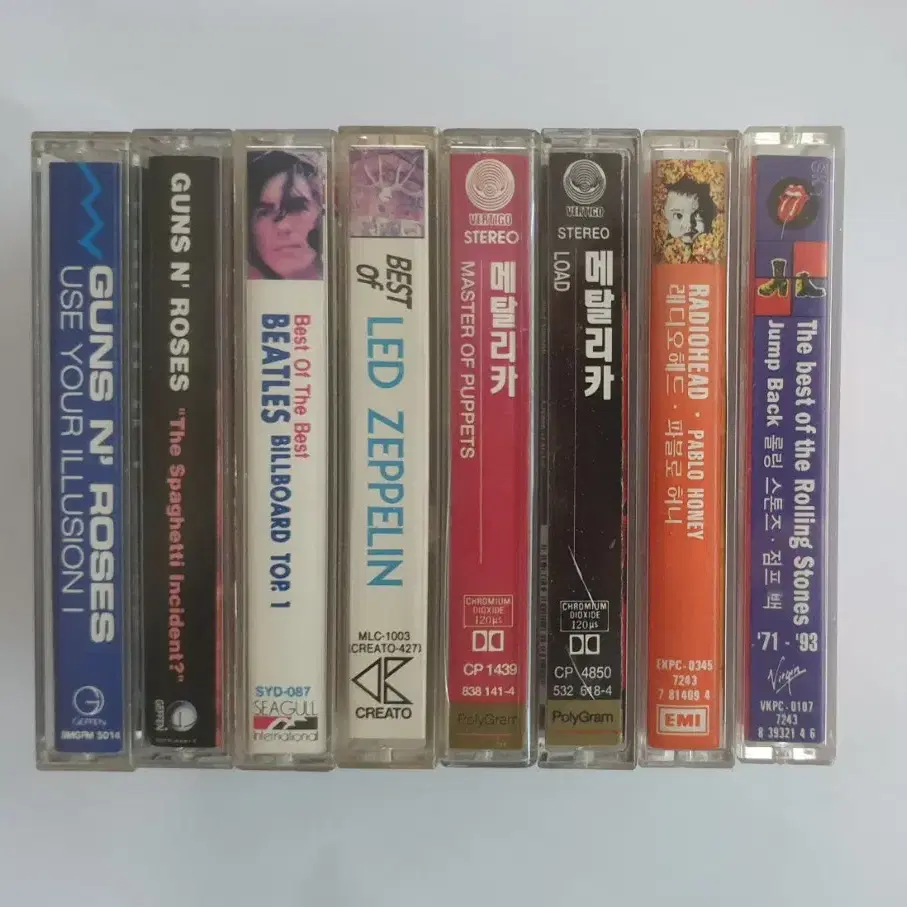 GUNS N' ROSES
USE YOUR ILLUSION I
GEFFEN
BMGRM 3014
GUNS N' ROSES "The Spaghetti Incident?"
GEFFEN
Best Of The Best
BEATLES BILLBOARD TOP. 1
SYD-087
SEAGULL
International
BEST
Of LED ZEPPELIN
MLC-1003
(CREATO-427)
CREATO
VERTIGO
STEREO
메탈리카
MASTER OF PUPPETS
CHROMIUM
DIOXIDE
120µs
CP 1439
838 141-4
PolyGram
VERTIGO
STEREO
메탈리카
LOAD
CHROMIUM
DIOXIDE
120µs
CP 4850
532 618-4
PolyGram
RADIOHEAD · PABLO HONEY
레디오헤드 · 파블로 허니
EKPC-0345
7243
7 81409 4
EMI
The best of the Rolling Stones
Jump Back 롤링 스톤즈 · 점프 백
'71 - '93
Virgin
VKPC-0107
7243
8 39321 4 6